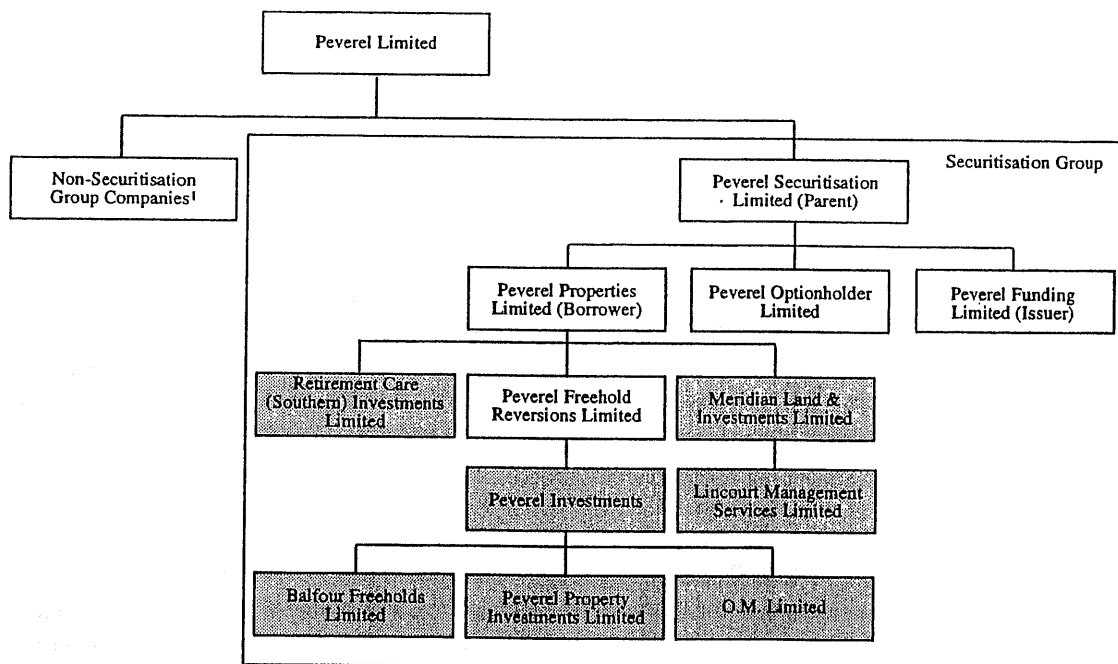 Peverel Limited
Securitisation Group
Non-Securitisation
Group Companies¹
Peverel Securitisation
Limited (Parent)
Peverel Properties
Limited (Borrower)
Peverel Optionholder
Limited
Peverel Funding
Limited (Issuer)
Retirement Care
(Southern) Investments
Limited
Peverel Freehold
Reversions Limited
Meridian Land &
Investments Limited
Peverel Investments
Lincourt Management
Services Limited
Balfour Freeholds
Limited
Peverel Property
Investments Limited
O.M. Limited